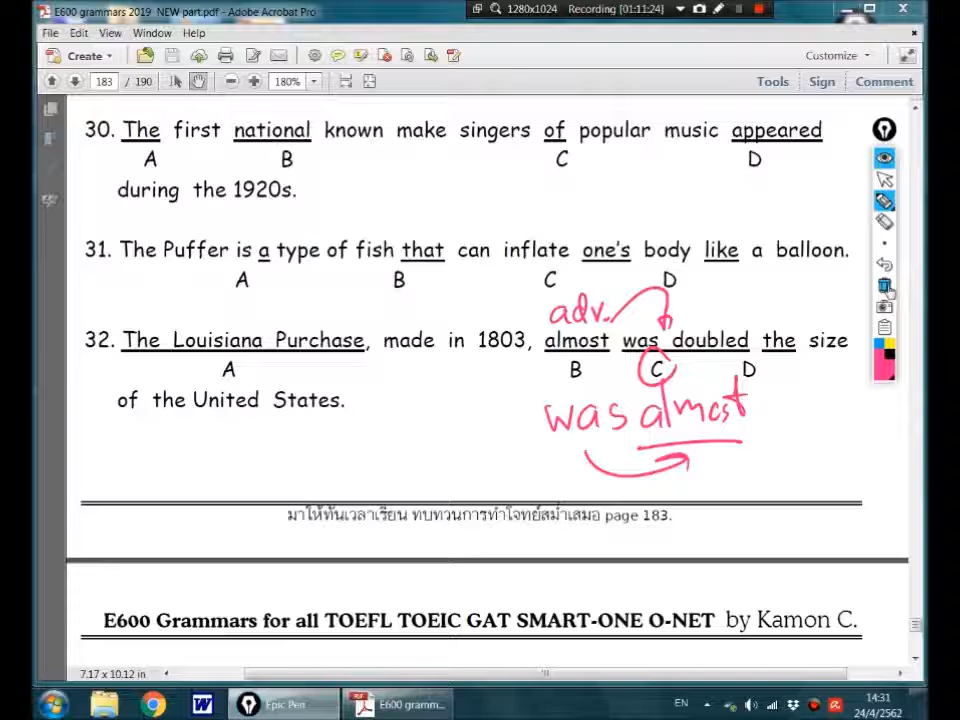 E600 grammars 2019 NEW part.pdf - Adobe Acrobat Pro
1280x1024 Recording [01:11:24]
File Edit View Window Help
Create Customize
183 / 190 180% Tools Sign Comment
30. The first national known make singers of popular music appeared
A B C D
during the 1920s.
31. The Puffer is a type of fish that can inflate one's body like a balloon.
A B C D
adv.
32. The Louisiana Purchase, made in 1803, almost was doubled the size
A B C D
of the United States.
was almost
มาให้ทันเวลาเรียน ทบทวนการทำโจทย์สม่ำเสมอ page 183.
E600 Grammars for all TOEFL TOEIC GAT SMART-ONE O-NET by Kamon C.
7.17 x 10.12 in
Epic Pen E600 gramm... EN 14:31
24/4/2562